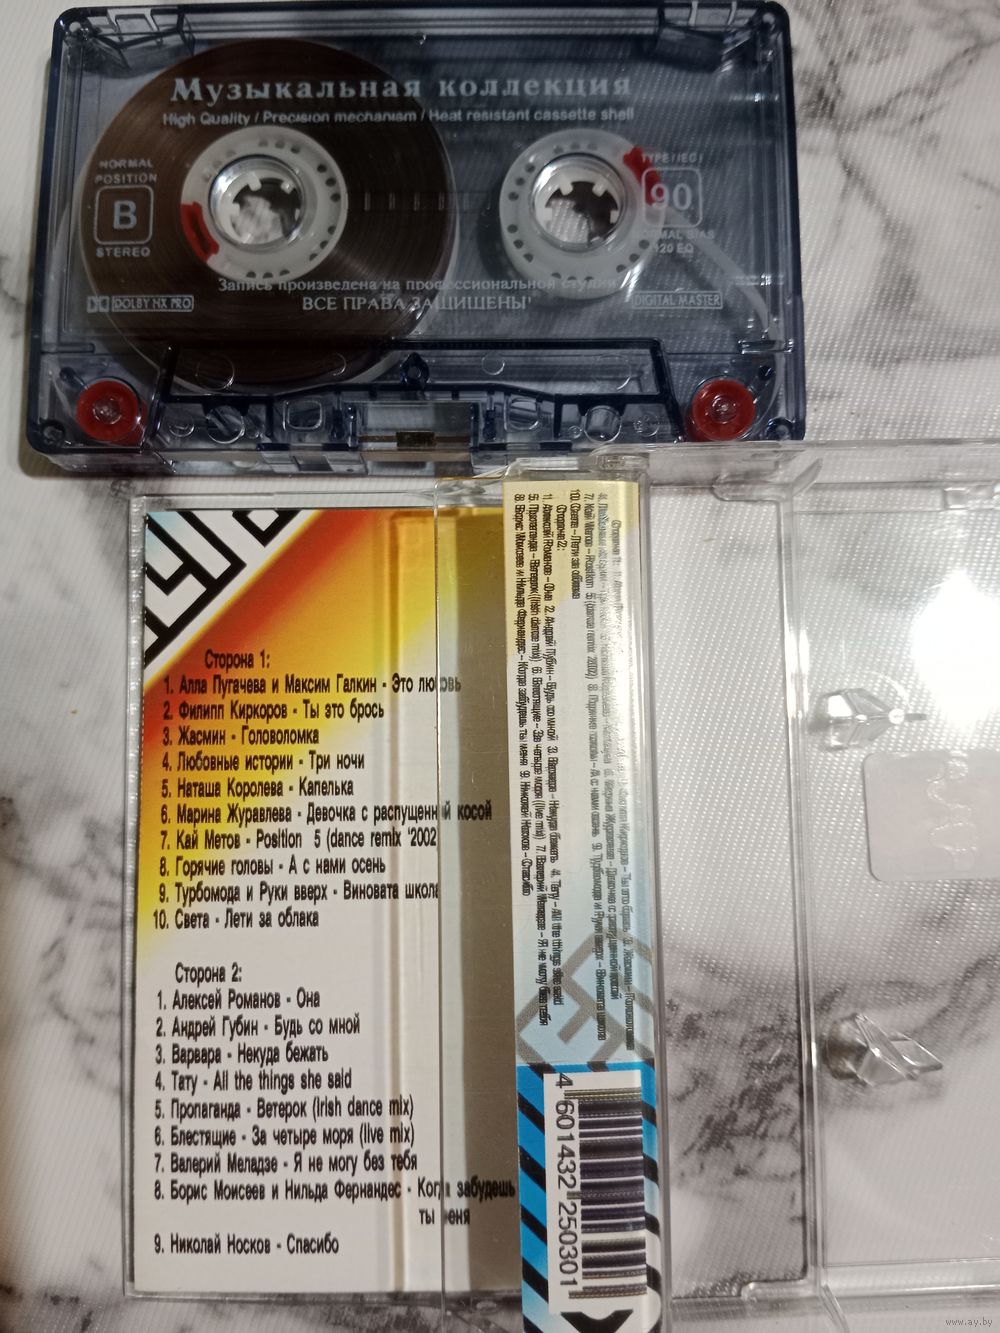 Музыкальная коллекция
High Quality / Precision mechanism / Heat resistant cassette shell
NORMAL
POSITION
B
STEREO
TYPE I / IEC I
90
NORMAL BIAS
120 EQ
Запись произведена на профессиональной студии
ВСЕ ПРАВА ЗАЩИЩЕНЫ
DOLBY HX PRO
DIGITAL MASTER
Сторона 1:
1. Алла Пугачева и Максим Галкин - Это любовь
2. Филипп Киркоров - Ты это брось
3. Жасмин - Головоломка
4. Любовные истории - Три ночи
5. Наташа Королева - Капелька
6. Марина Журавлева - Девочка с распущенной косой
7. Кай Метов - Position 5 (dance remix '2002
8. Горячие головы - А с нами осень
9. Турбомода и Руки вверх - Виновата школа
10. Света - Лети за облака
Сторона 2:
1. Алексей Романов - Она
2. Андрей Губин - Будь со мной
3. Варвара - Некуда бежать
4. Тату - All the things she said
5. Пропаганда - Ветерок (Irish dance mix)
6. Блестящие - За четыре моря (live mix)
7. Валерий Меладзе - Я не могу без тебя
8. Борис Моисеев и Нильда Фернандес - Когда забудешь
ты меня
9. Николай Носков - Спасибо
4 601432 250301
www.ay.by